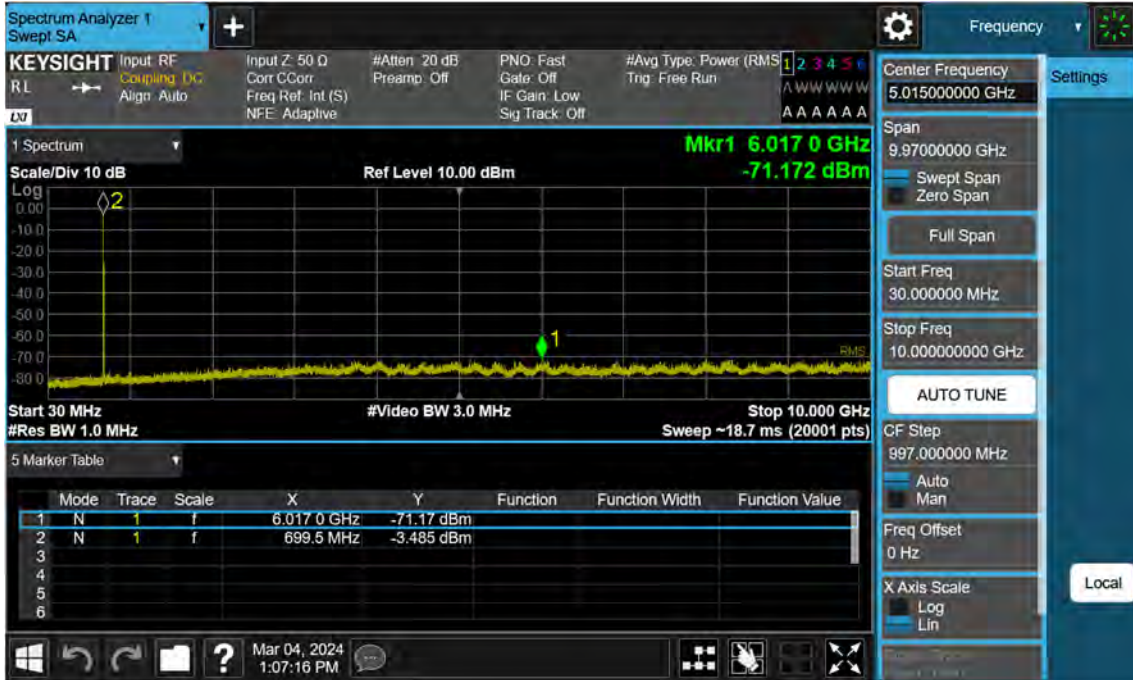 Spectrum Analyzer 1
Swept SA
+
Frequency
KEYSIGHT
RL
LXI
Input: RF
Coupling: DC
Align: Auto
Input Z: 50 Ω
Corr CCorr
Freq Ref: Int (S)
NFE: Adaptive
#Atten: 20 dB
Preamp: Off
PNO: Fast
Gate: Off
IF Gain: Low
Sig Track: Off
#Avg Type: Power (RMS
Trig: Free Run
1 2 3 4 5 6
A W W W W W
A A A A A A
Center Frequency
5.015000000 GHz
Settings
1 Spectrum
Mkr1 6.017 0 GHz
-71.172 dBm
Scale/Div 10 dB
Ref Level 10.00 dBm
Log
0.00
-10.0
-20.0
-30.0
-40.0
-50.0
-60.0
-70.0
-80.0
2
1
RMS
Start 30 MHz
#Video BW 3.0 MHz
Stop 10.000 GHz
#Res BW 1.0 MHz
Sweep ~18.7 ms (20001 pts)
Span
9.97000000 GHz
Swept Span
Zero Span
Full Span
Start Freq
30.000000 MHz
Stop Freq
10.000000000 GHz
AUTO TUNE
CF Step
997.000000 MHz
Auto
Man
Freq Offset
0 Hz
X Axis Scale
Log
Lin
Local
5 Marker Table
Mode Trace Scale X Y Function Function Width Function Value
1 N 1 f 6.017 0 GHz -71.17 dBm
2 N 1 f 699.5 MHz -3.485 dBm
3
4
5
6
?
Mar 04, 2024
1:07:16 PM